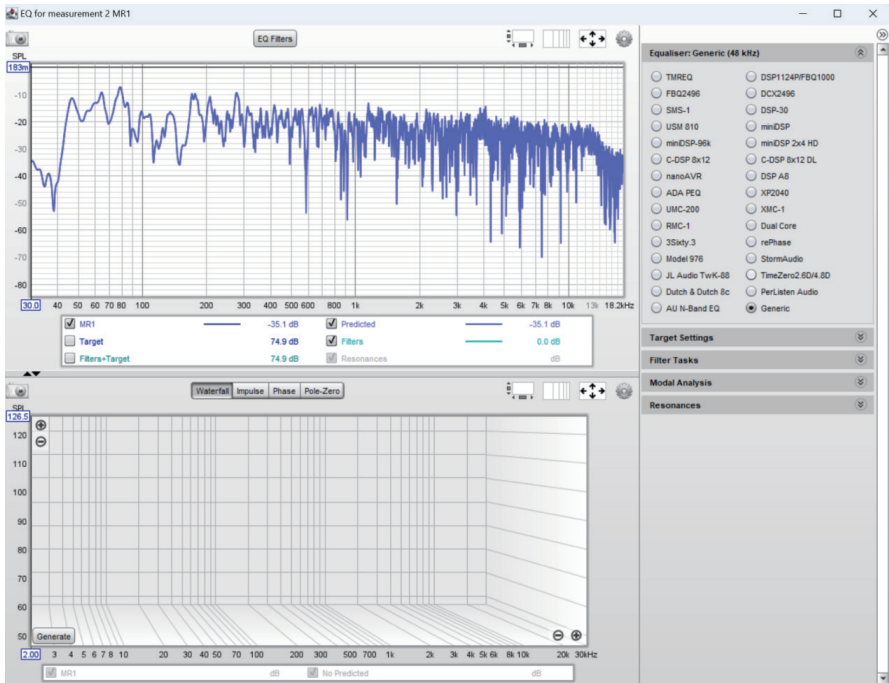 EQ for measurement 2 MR1
EQ Filters
SPL
183m
-10
-20
-30
-40
-50
-60
-70
-80
30.0 40 50 60 70 80 100 200 300 400 500 600 800 1k 2k 3k 4k 5k 6k 7k 8k 10k 13k 18.2kHz
MR1 -35.1 dB Predicted -35.1 dB
Target 74.9 dB Filters 0.0 dB
Filters+Target 74.9 dB Resonances dB
Waterfall Impulse Phase Pole-Zero
SPL
126.5
120
110
100
90
80
70
60
50
Generate
2.00 3 4 5 6 7 8 10 20 30 40 50 70 100 200 300 500 700 1k 2k 3k 4k 5k 6k 8k 10k 20k 30kHz
MR1 dB No Predicted dB
Equaliser: Generic (48 kHz)
TMREQ DSP1124P/FBQ1000
FBQ2496 DCX2496
SMS-1 DSP-30
USM 810 miniDSP
miniDSP-96k miniDSP 2x4 HD
C-DSP 8x12 C-DSP 8x12 DL
nanoAVR DSP A8
ADA PEQ XP2040
UMC-200 XMC-1
RMC-1 Dual Core
3Sixty.3 rePhase
Model 976 StormAudio
JL Audio TwK-88 TimeZero2.6D/4.8D
Dutch & Dutch 8c PerListen Audio
AU N-Band EQ Generic
Target Settings
Filter Tasks
Modal Analysis
Resonances